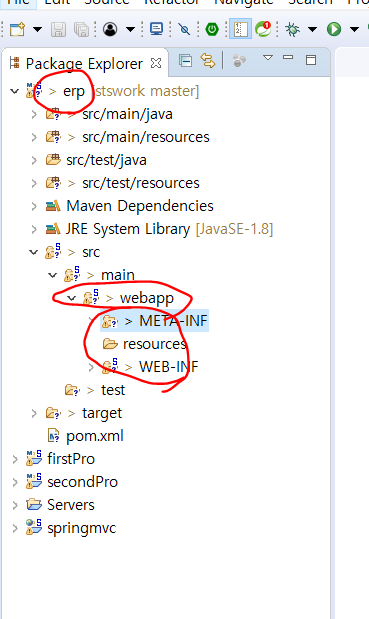 File Edit Source Refactor Navigate Se
Package Explorer
> erp [stswork master]
> src/main/java
> src/main/resources
src/test/java
> src/test/resources
Maven Dependencies
JRE System Library [JavaSE-1.8]
> src
> main
> webapp
> META-INF
resources
> WEB-INF
> test
> target
pom.xml
firstPro
secondPro
Servers
springmvc